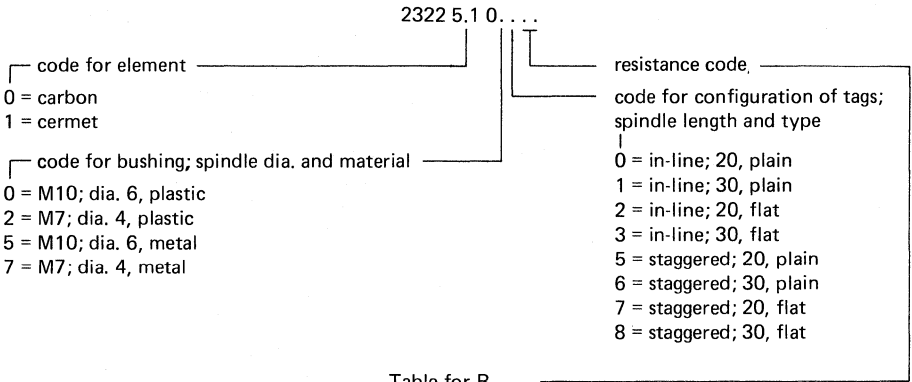 2322 5.1 0....
code for element
0 = carbon
1 = cermet
code for bushing; spindle dia. and material
0 = M10; dia. 6, plastic
2 = M7; dia. 4, plastic
5 = M10; dia. 6, metal
7 = M7; dia. 4, metal
resistance code
code for configuration of tags;
spindle length and type
0 = in-line; 20, plain
1 = in-line; 30, plain
2 = in-line; 20, flat
3 = in-line; 30, flat
5 = staggered; 20, plain
6 = staggered; 30, plain
7 = staggered; 20, flat
8 = staggered; 30, flat
Table for R